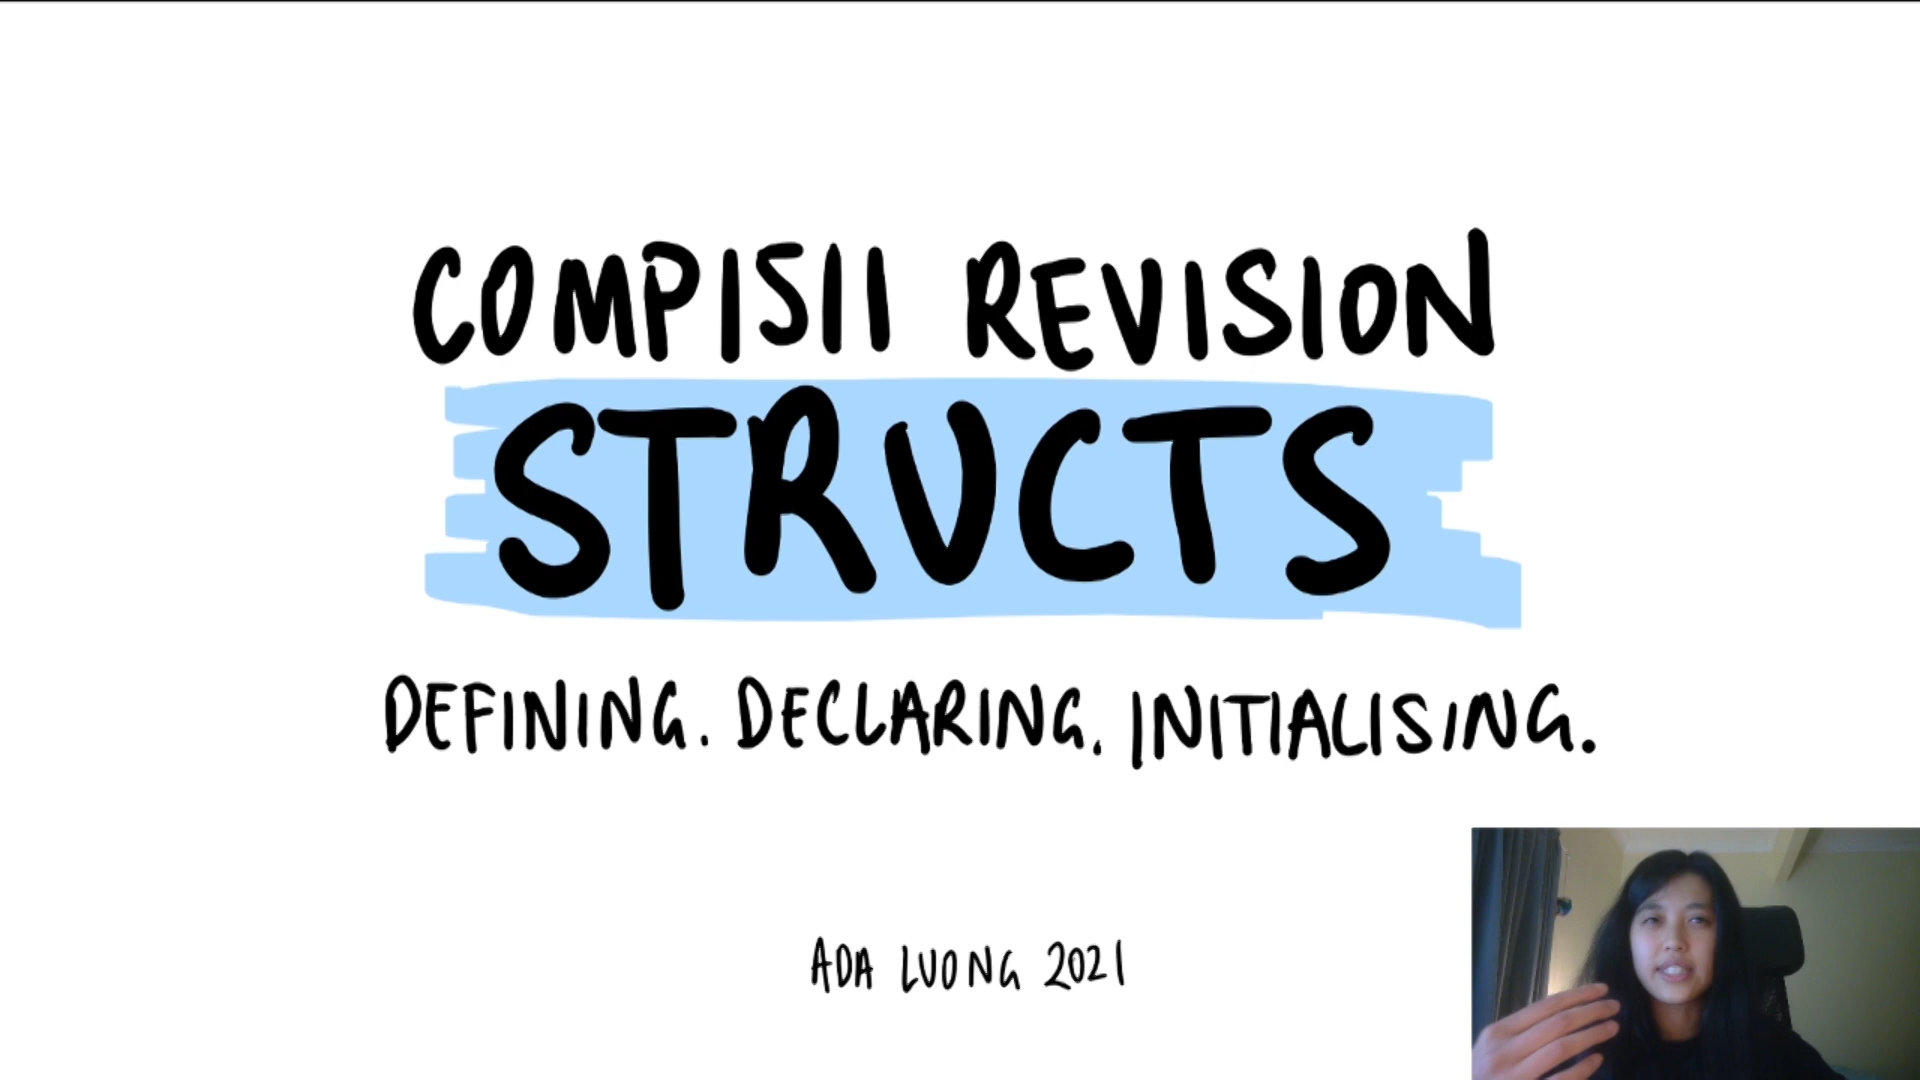 COMP1511 REVISION
STRUCTS
DEFINING. DECLARING. INITIALISING.
ADA LUONG 2021